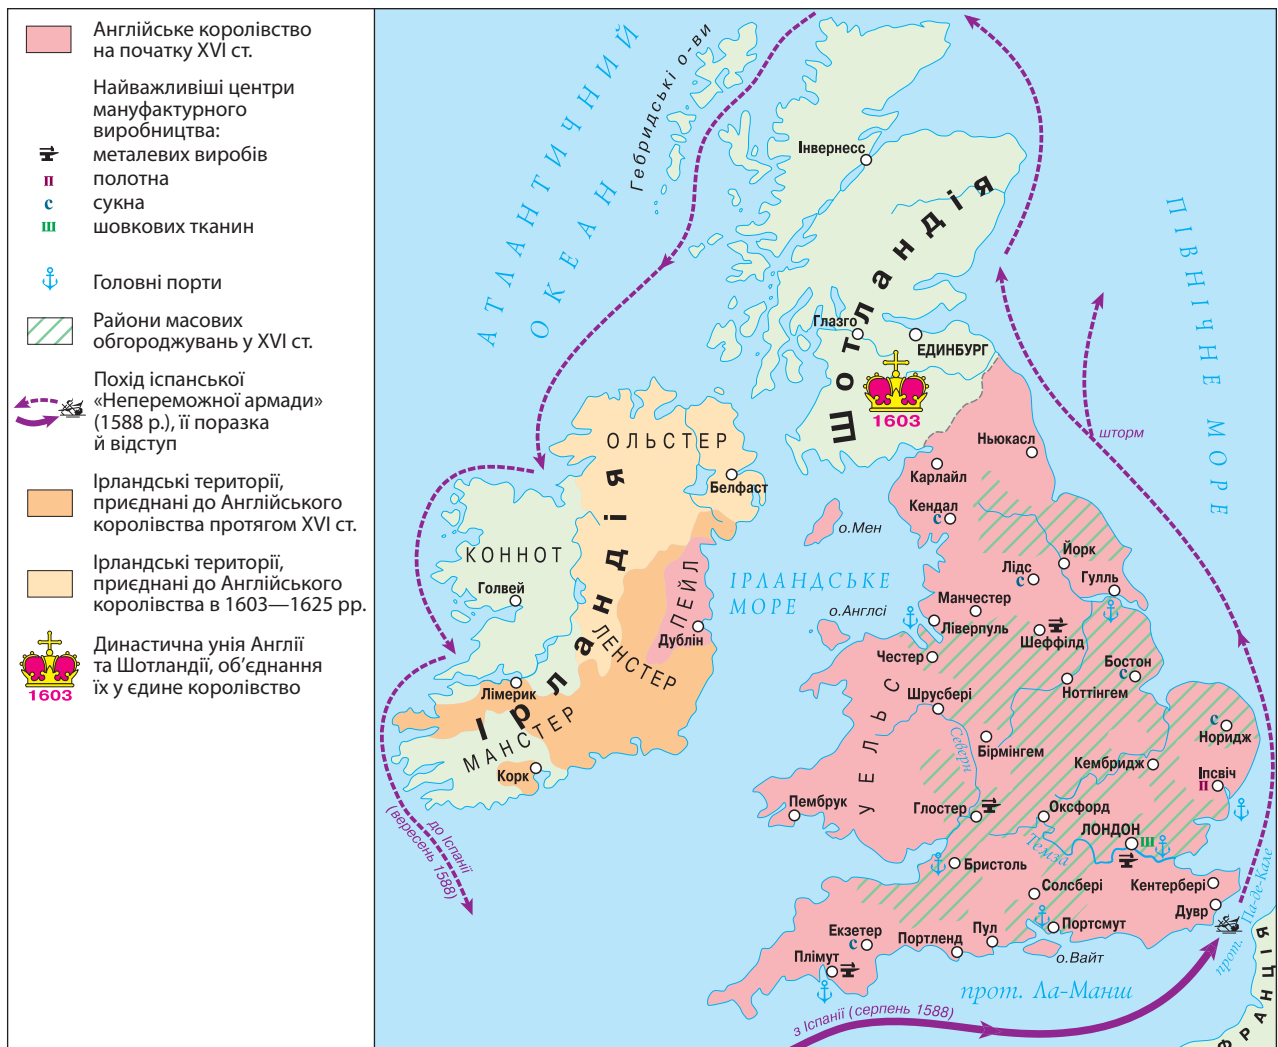 Англійське королівство
на початку XVI ст.
Найважливіші центри
мануфактурного
виробництва:
металевих виробів
п полотна
с сукна
ш шовкових тканин
Головні порти
Райони масових
обгороджувань у XVI ст.
Похід іспанської
«Непереможної армади»
(1588 р.), її поразка
й відступ
Ірландські території,
приєднані до Англійського
королівства протягом XVI ст.
Ірландські території,
приєднані до Англійського
королівства в 1603—1625 рр.
1603
Династична унія Англії
та Шотландії, об’єднання
їх у єдине королівство
АТЛАНТИЧНИЙ
ОКЕАН
Гебридські о-ви
ПІВНІЧНЕ МОРЕ
Шотландія
Інвернесс
Глазго
ЕДИНБУРГ
1603
шторм
Ньюкасл
Карлайл
Кендал
с
о.Мен
ОЛЬСТЕР
Белфаст
Ірландія
КОННОТ
Голвей
ПЕЙЛ
Дублін
ЛЕНСТЕР
Лімерик
МАНСТЕР
Корк
ІРЛАНДСЬКЕ
МОРЕ
о.Англсі
Йорк
Лідс
с
Гулль
Манчестер
Ліверпуль
Шеффілд
Честер
Бостон
с
Ноттінгем
Шрусбері
УЕЛЬС
Северн
Бірмінгем
с
Норидж
Кембридж
Іпсвіч
п
Пембрук
Глостер
Оксфорд
ЛОНДОН
ш
Темза
Бристоль
Солсбері
Кентербері
Дувр
Екзетер
с
Портленд
Пул
Портсмут
Плімут
о.Вайт
прот. Па-де-Кале
прот. Ла-Манш
ФРАНЦІЯ
з Іспанії (серпень 1588)
до Іспанії
(вересень 1588)